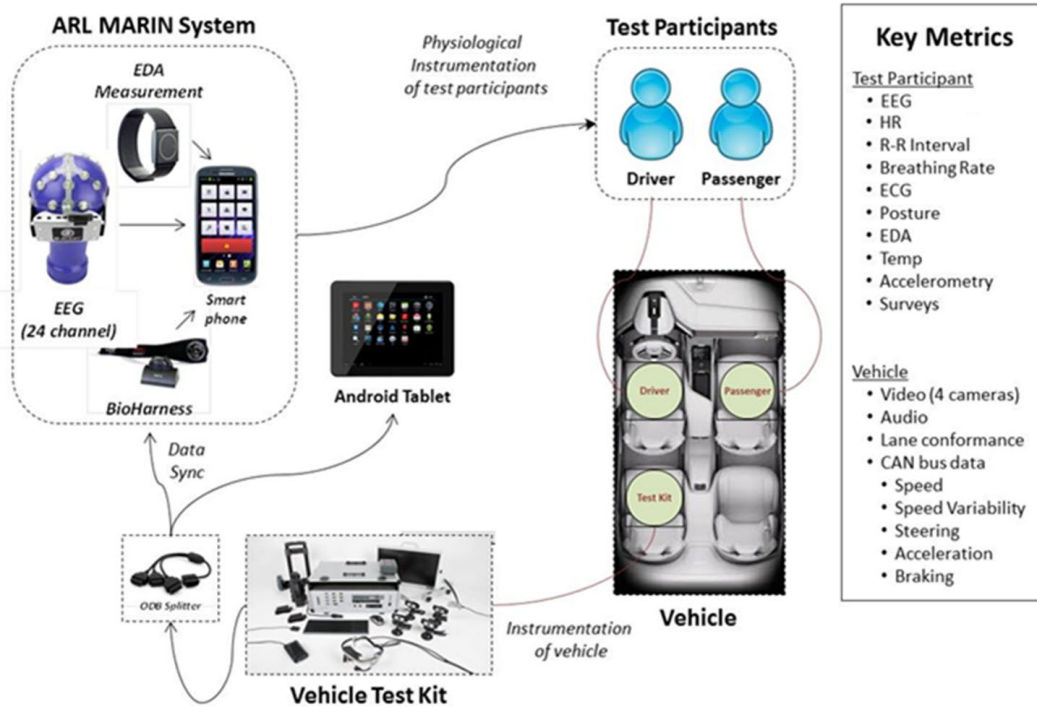 ARL MARIN System
EDA
Measurement
EEG
(24 channel)
Smart
phone
BioHarness
Physiological
Instrumentation
of test participants
Test Participants
Driver
Passenger
Android Tablet
Data
Sync
ODB Splitter
Vehicle Test Kit
Instrumentation
of vehicle
Driver
Passenger
Test Kit
Vehicle
Key Metrics
Test Participant
• EEG
• HR
• R-R Interval
• Breathing Rate
• ECG
• Posture
• EDA
• Temp
• Accelerometry
• Surveys
Vehicle
• Video (4 cameras)
• Audio
• Lane conformance
• CAN bus data
• Speed
• Speed Variability
• Steering
• Acceleration
• Braking